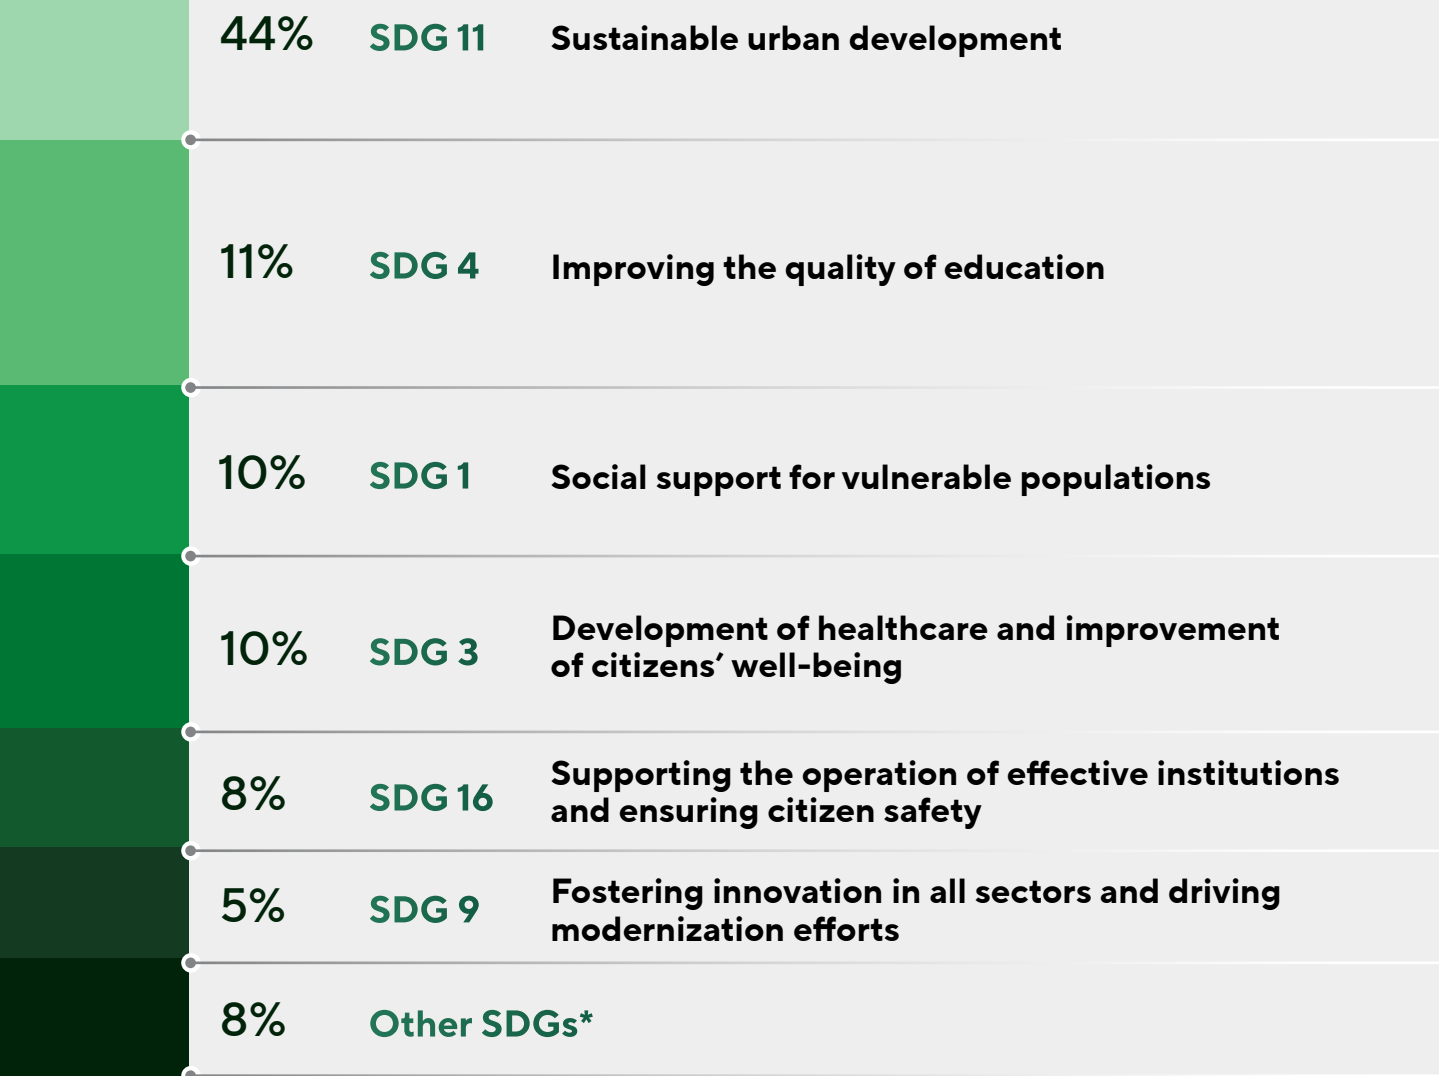 44% SDG 11 Sustainable urban development
11% SDG 4 Improving the quality of education
10% SDG 1 Social support for vulnerable populations
10% SDG 3 Development of healthcare and improvement
of citizens’ well-being
8% SDG 16 Supporting the operation of effective institutions
and ensuring citizen safety
5% SDG 9 Fostering innovation in all sectors and driving
modernization efforts
8% Other SDGs*